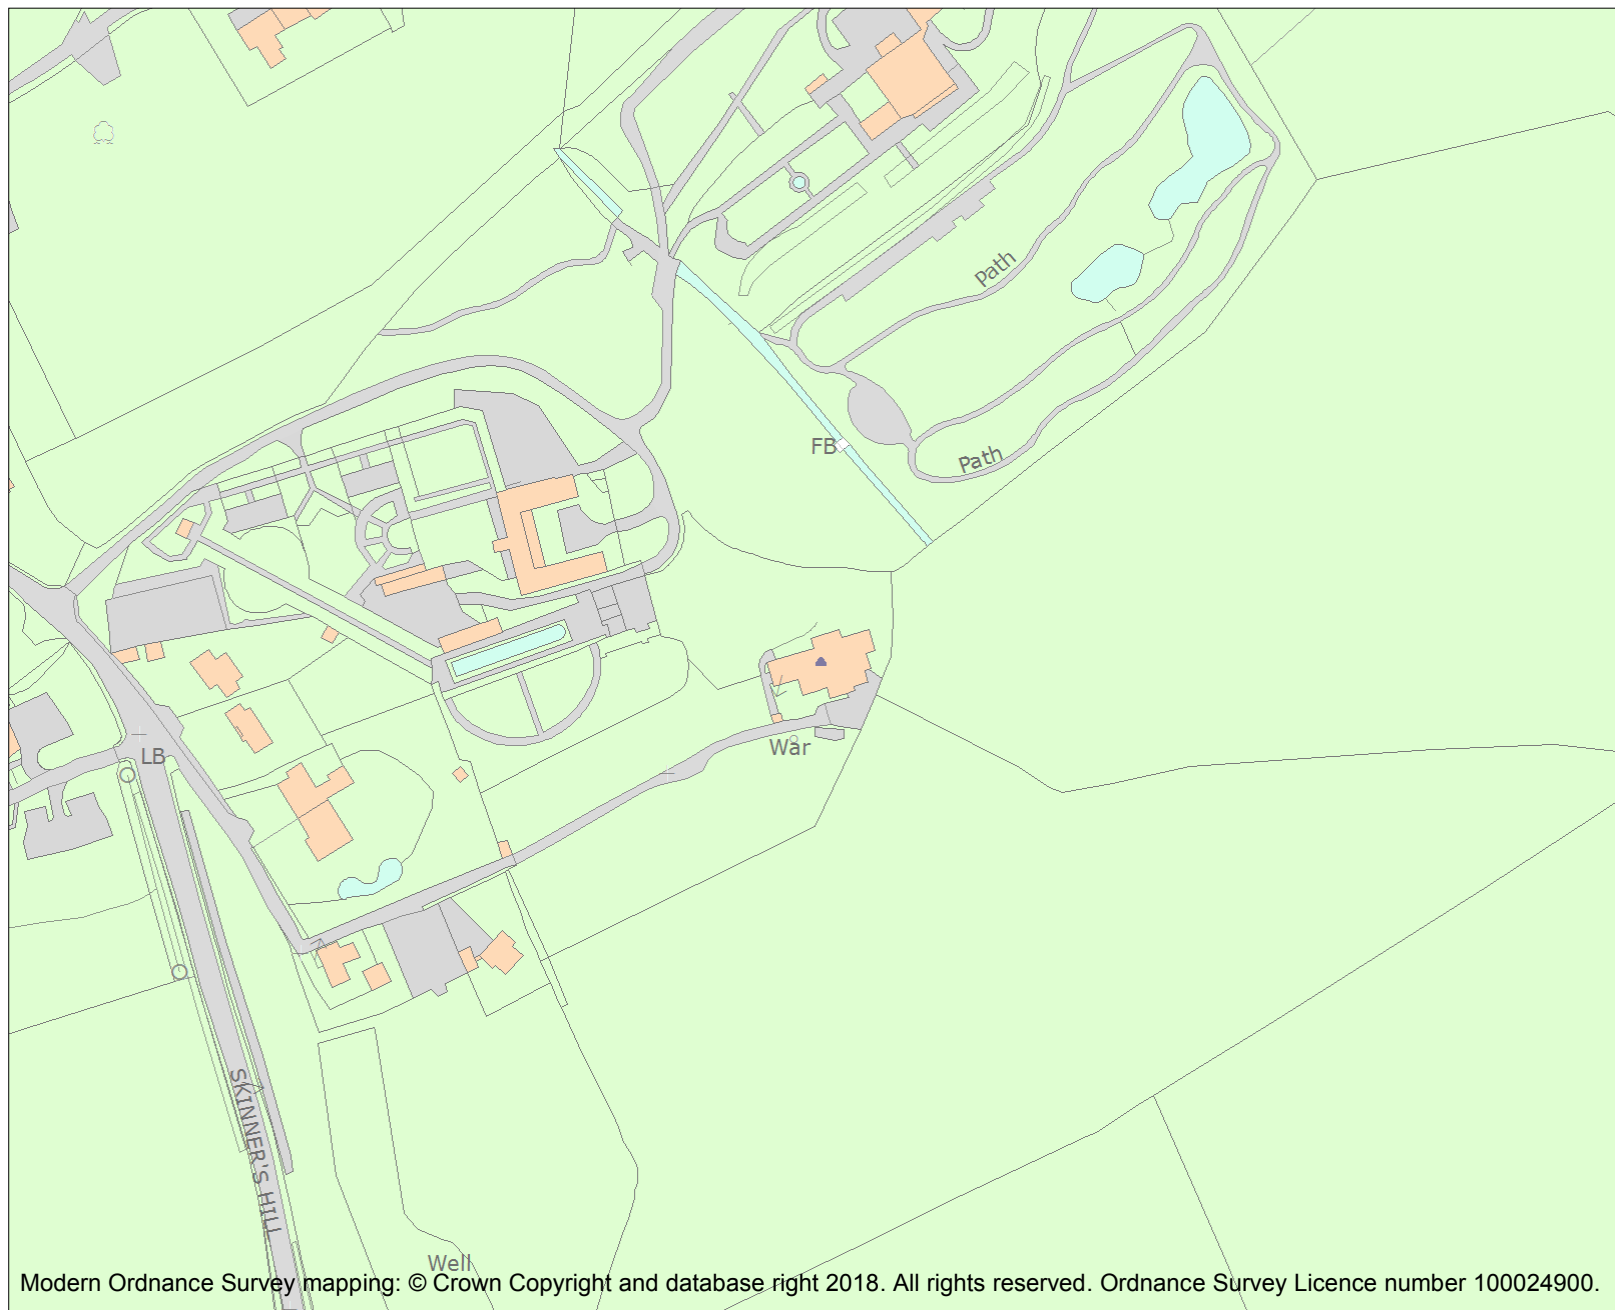 Path
FB
Path
War
LB
SKINNER'S HILL
Well
Modern Ordnance Survey mapping: © Crown Copyright and database right 2018. All rights reserved. Ordnance Survey Licence number 100024900.